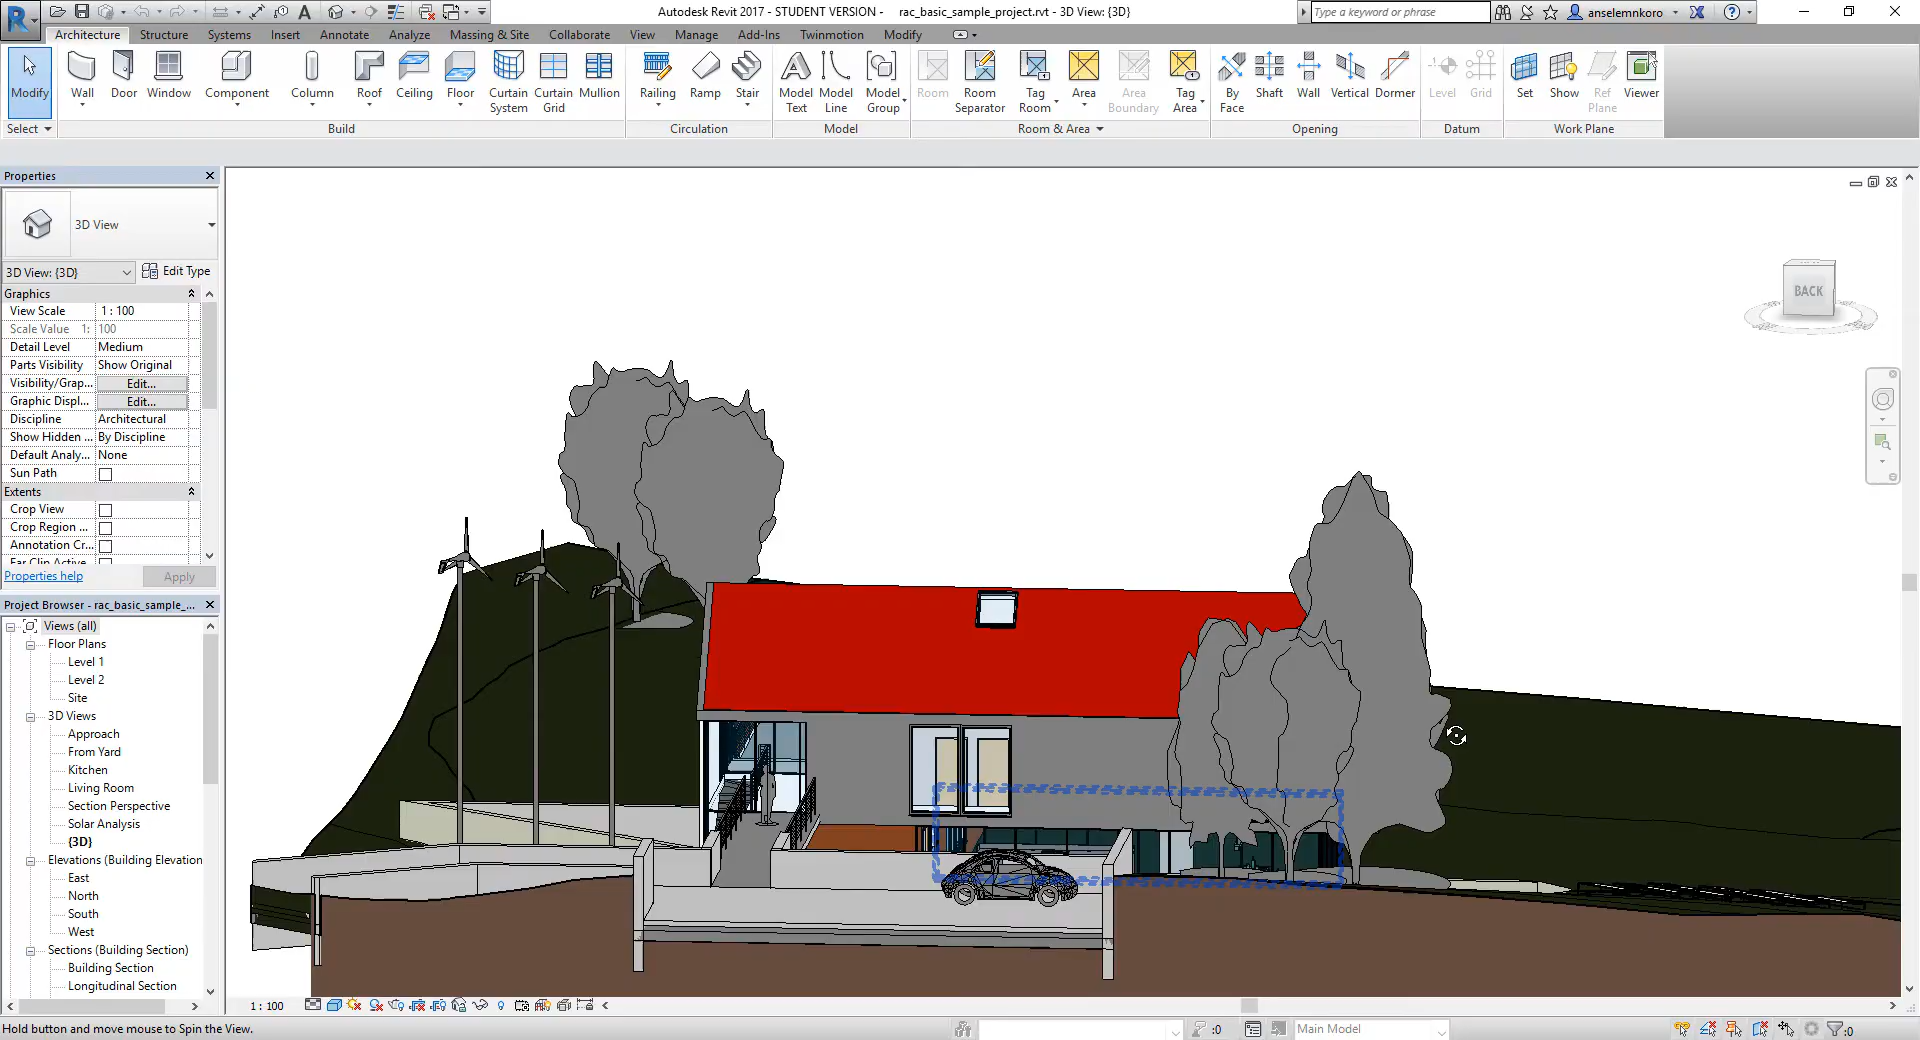 Autodesk Revit 2017 - STUDENT VERSION - rac_basic_sample_project.rvt - 3D View: {3D}
Type a keyword or phrase
anselemnkoro
Architecture Structure Systems Insert Annotate Analyze Massing & Site Collaborate View Manage Add-Ins Twinmotion Modify
Modify Wall Door Window Component Column Roof Ceiling Floor Curtain System Curtain Grid Mullion Railing Ramp Stair Model Text Model Line Model Group Room Room Separator Tag Room Area Area Boundary Tag Area By Face Shaft Wall Vertical Dormer Level Grid Set Show Ref Plane Viewer
Select Build Circulation Model Room & Area Opening Datum Work Plane
Properties
3D View
3D View: {3D} Edit Type
Graphics
View Scale 1 : 100
Scale Value 1: 100
Detail Level Medium
Parts Visibility Show Original
Visibility/Grap... Edit...
Graphic Displ... Edit...
Discipline Architectural
Show Hidden ... By Discipline
Default Analy... None
Sun Path
Extents
Crop View
Crop Region ...
Annotation Cr...
Far Clip Active
Properties help Apply
Project Browser - rac_basic_sample_...
Views (all)
Floor Plans
Level 1
Level 2
Site
3D Views
Approach
From Yard
Kitchen
Living Room
Section Perspective
Solar Analysis
{3D}
Elevations (Building Elevation
East
North
South
West
Sections (Building Section)
Building Section
Longitudinal Section
BACK
1 : 100
Hold button and move mouse to Spin the View.
:0
Main Model
:0